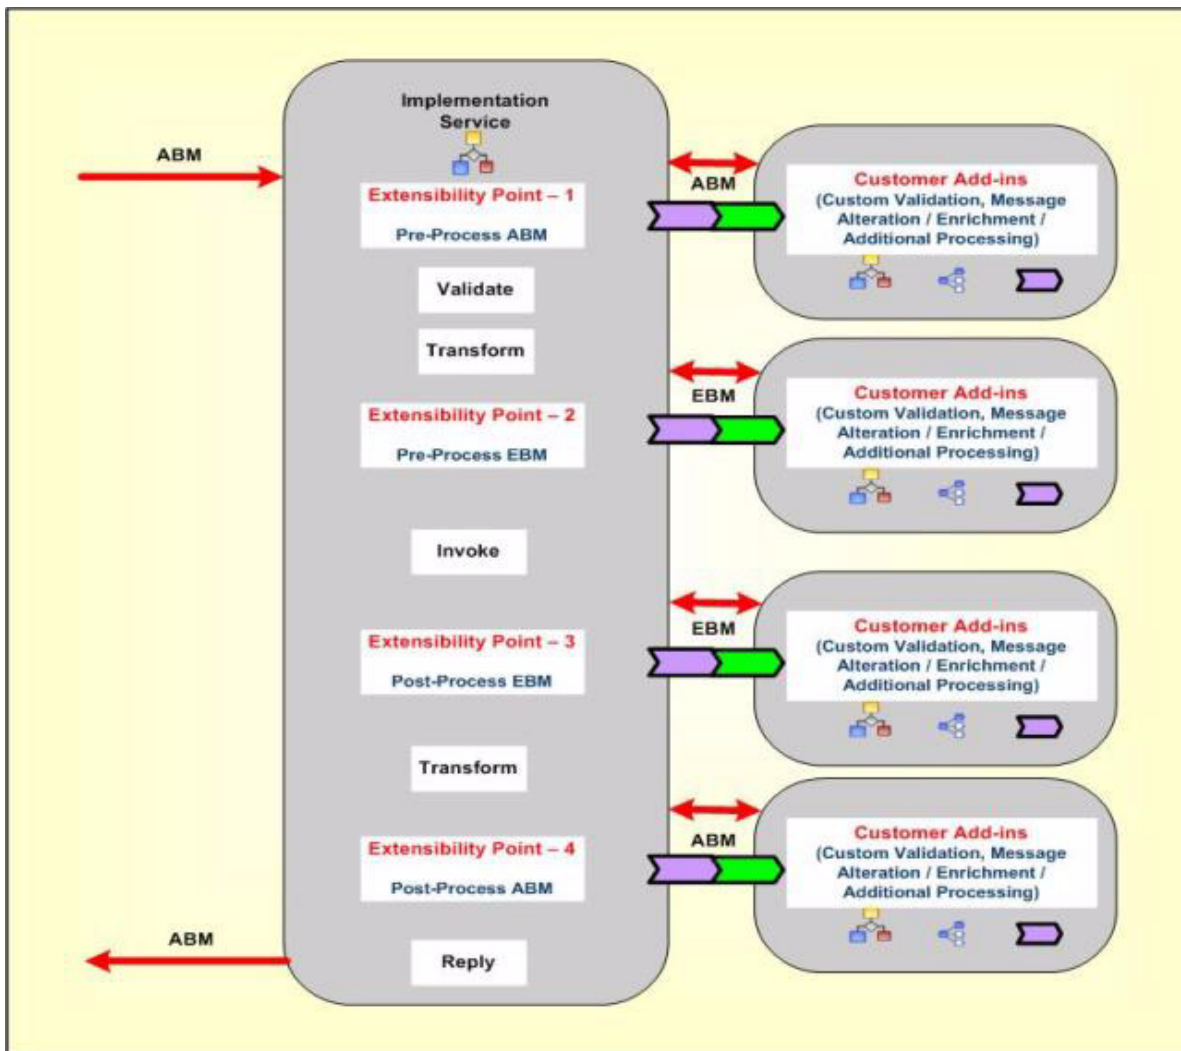 Implementation
Service
ABM
Extensibility Point – 1
Pre-Process ABM
ABM
Customer Add-ins
(Custom Validation, Message
Alteration / Enrichment /
Additional Processing)
Validate
Transform
Extensibility Point – 2
Pre-Process EBM
EBM
Customer Add-ins
(Custom Validation, Message
Alteration / Enrichment /
Additional Processing)
Invoke
Extensibility Point – 3
Post-Process EBM
EBM
Customer Add-ins
(Custom Validation, Message
Alteration / Enrichment /
Additional Processing)
Transform
Extensibility Point – 4
Post-Process ABM
ABM
Customer Add-ins
(Custom Validation, Message
Alteration / Enrichment /
Additional Processing)
ABM
Reply